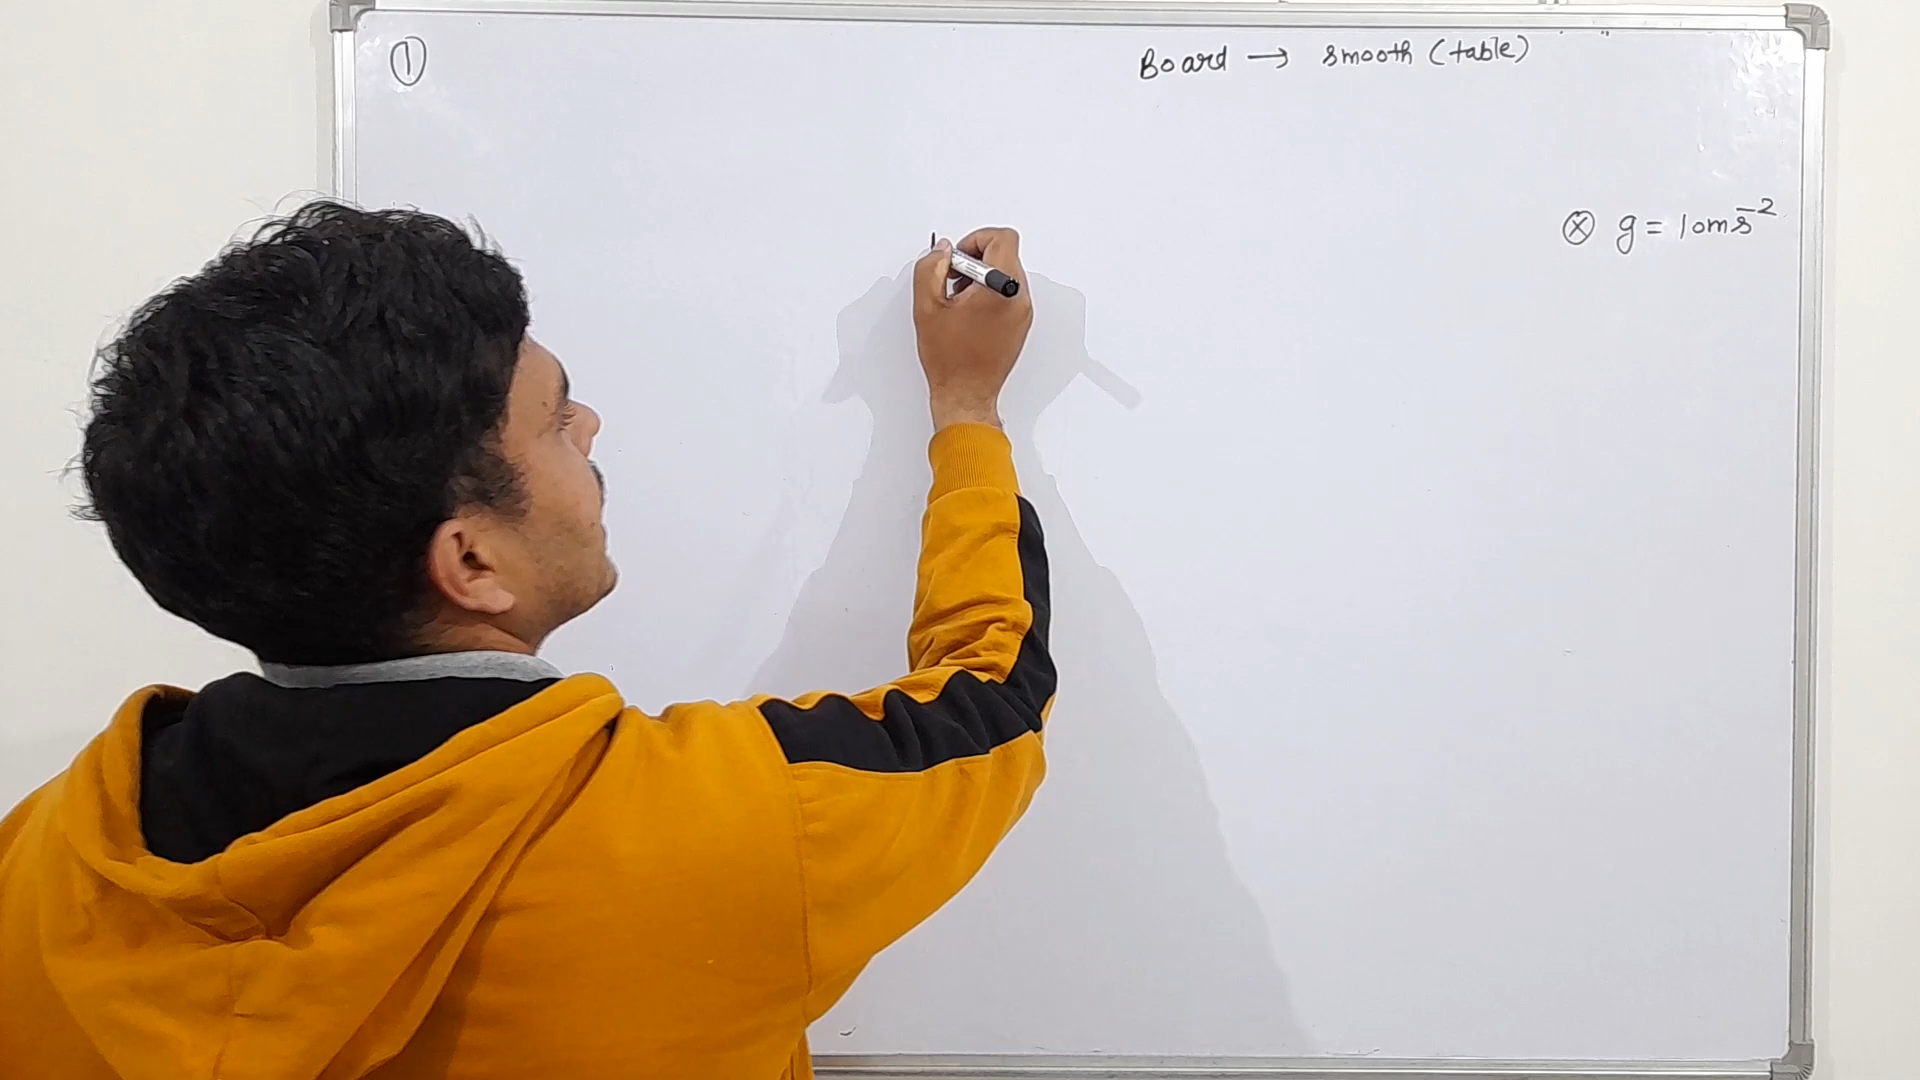 ① Board → smooth (table)
ⓧ g = 10ms⁻²